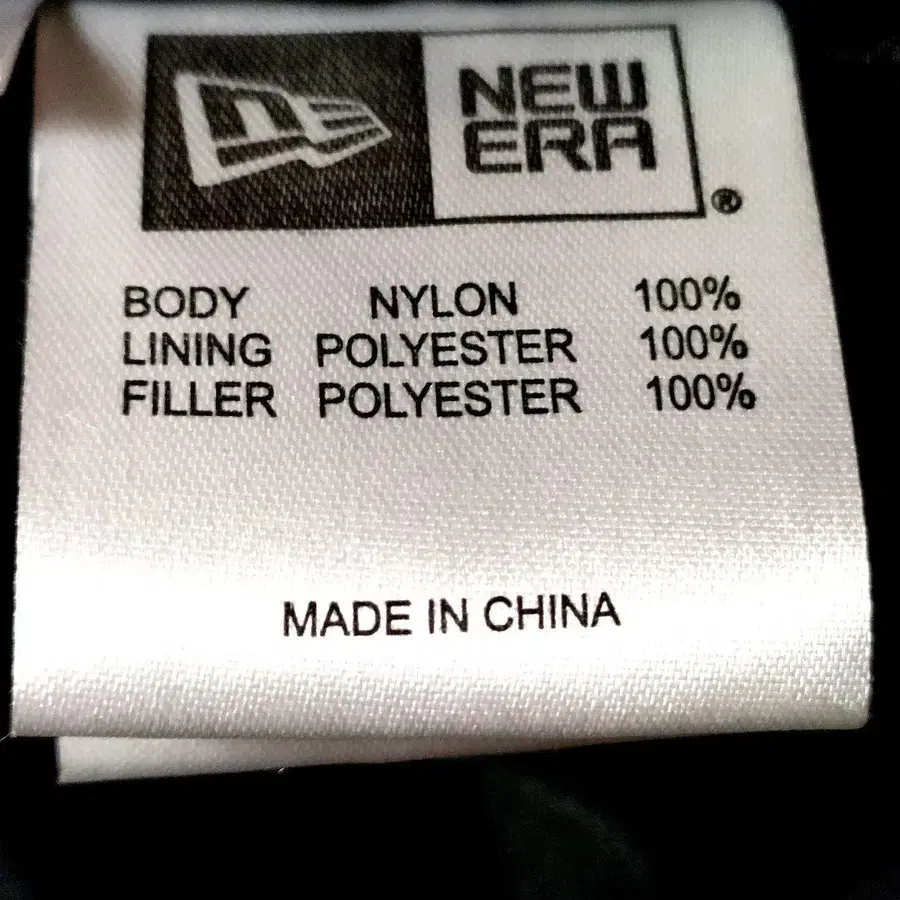 NEW
ERA
®
BODY NYLON 100%
LINING POLYESTER 100%
FILLER POLYESTER 100%
MADE IN CHINA